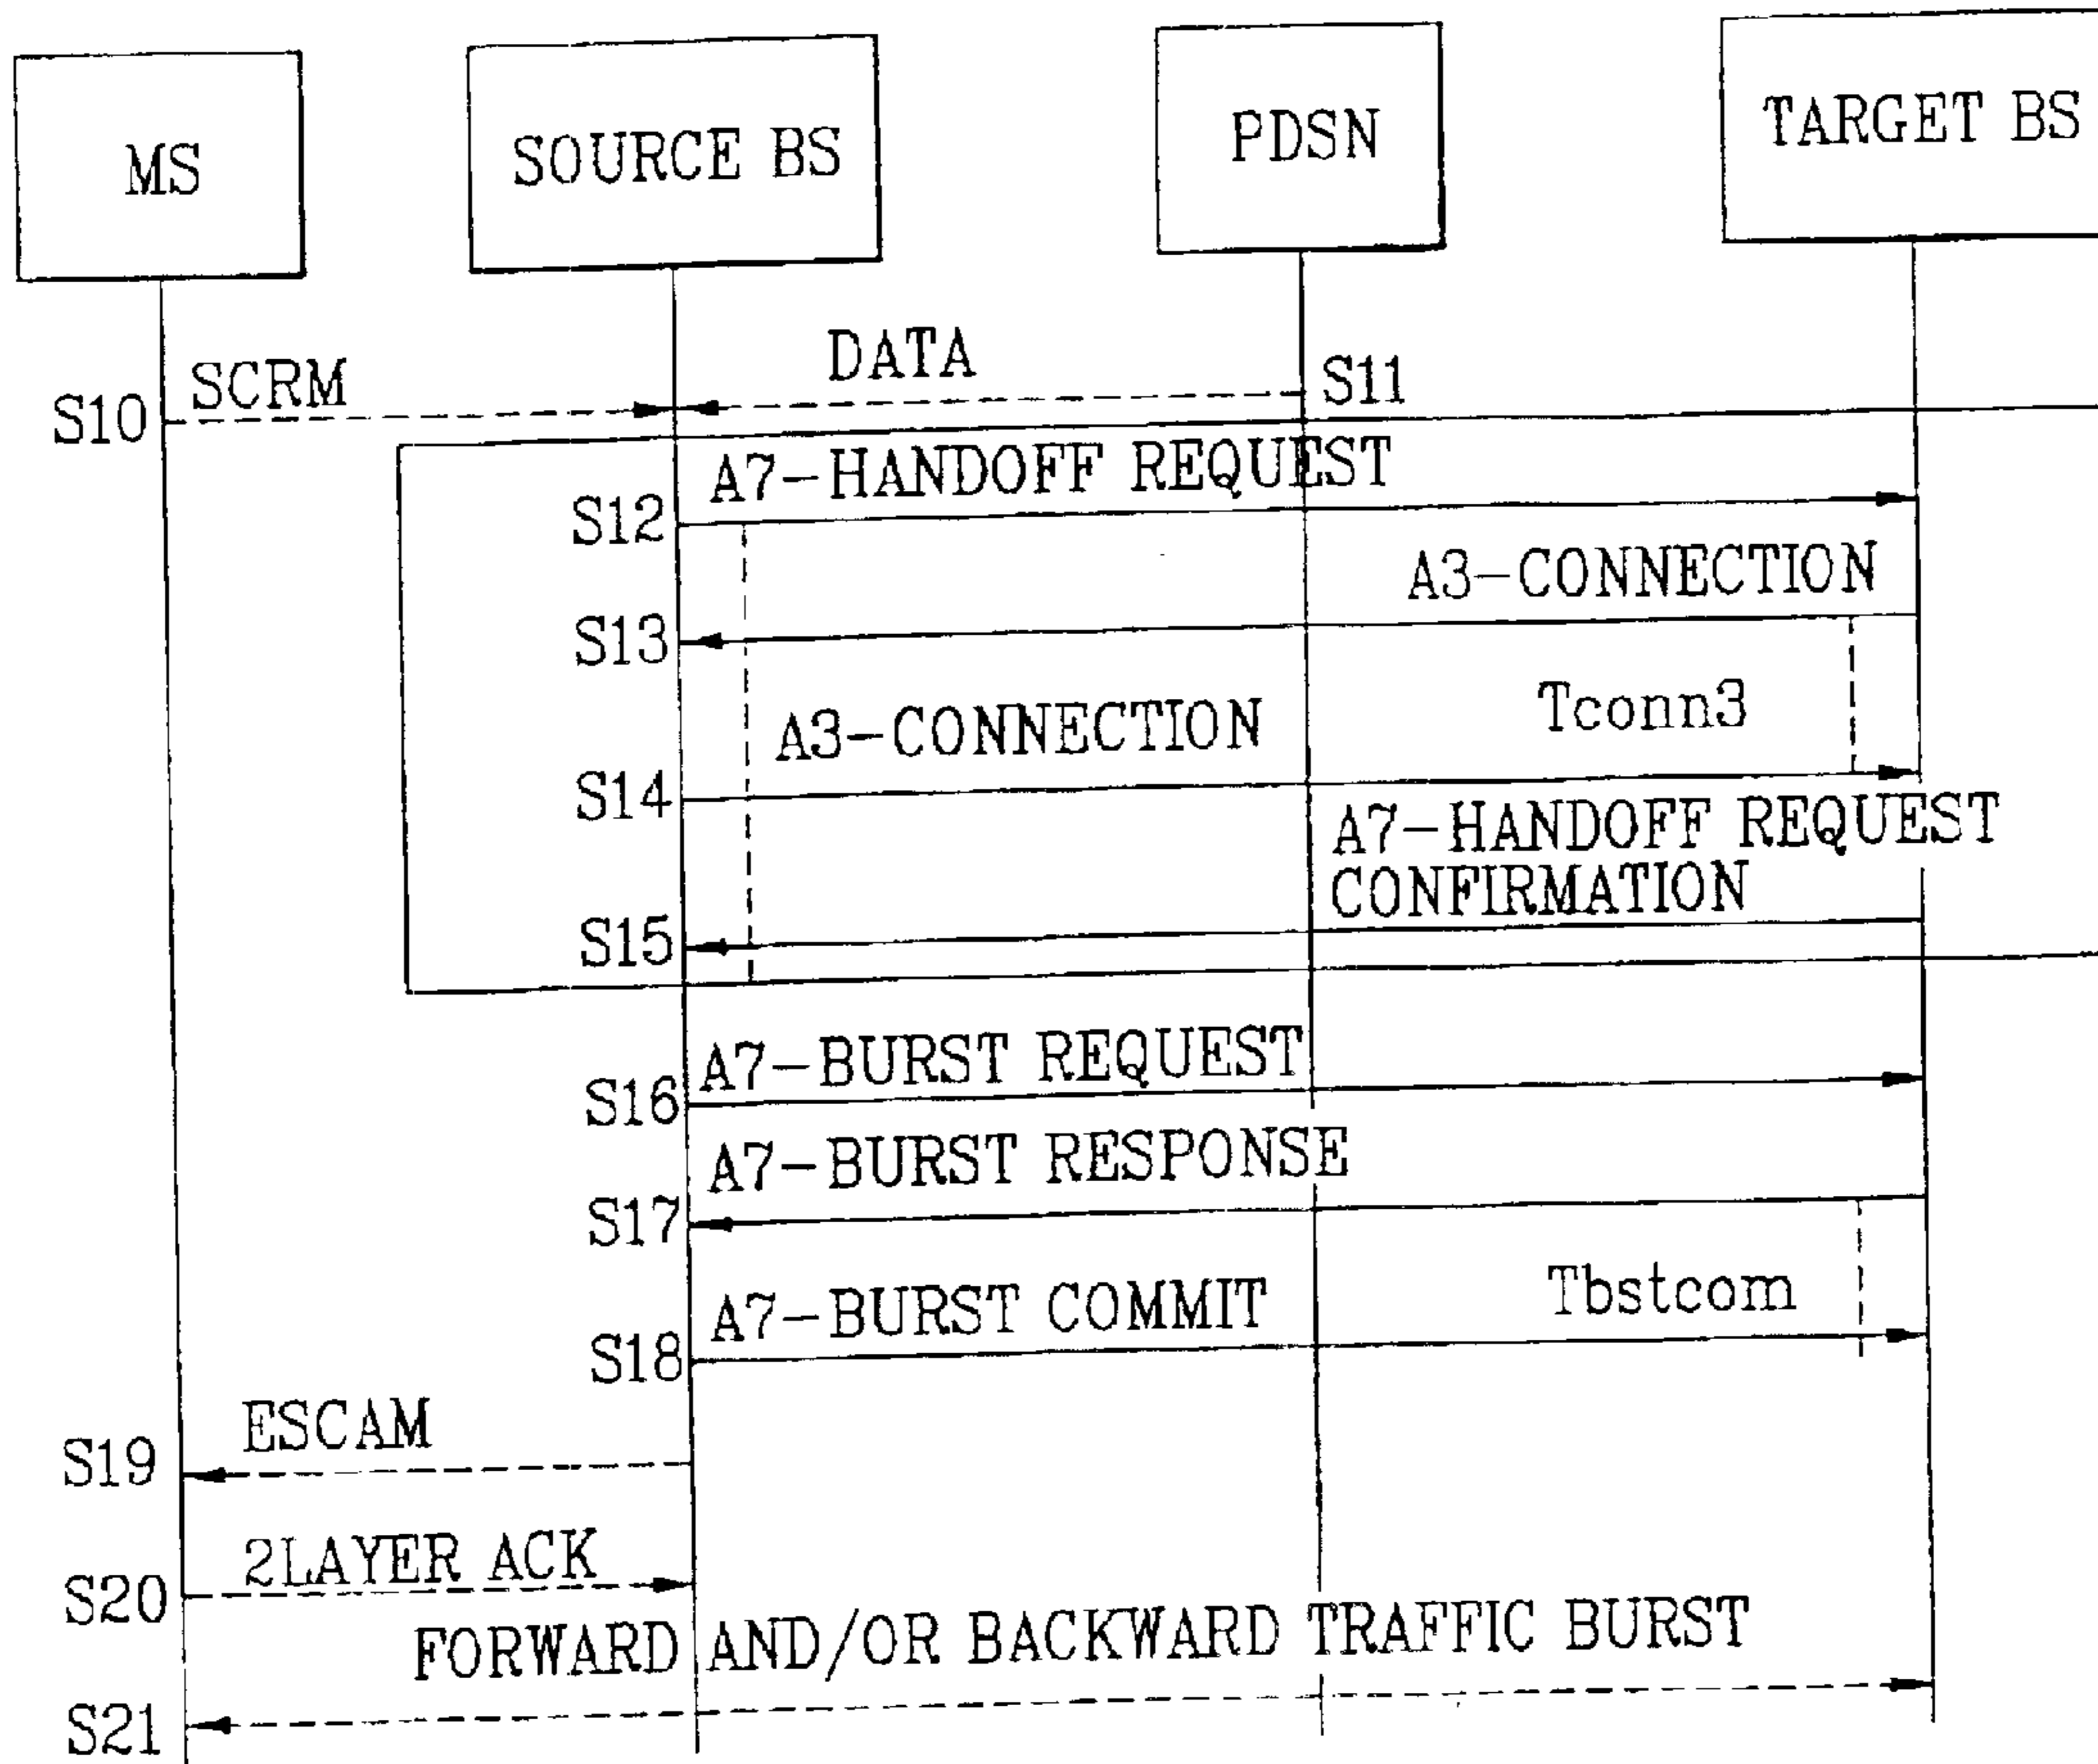 MS
SOURCE BS
PDSN
TARGET BS
S10
SCRM
DATA
S11
A7-HANDOFF REQUEST
S12
A3-CONNECTION
S13
Tconn3
A3-CONNECTION
S14
A7-HANDOFF REQUEST
CONFIRMATION
S15
A7-BURST REQUEST
S16
A7-BURST RESPONSE
S17
A7-BURST COMMIT
Tbstcom
S18
ESCAM
S19
2LAYER ACK
S20
FORWARD AND/OR BACKWARD TRAFFIC BURST
S21